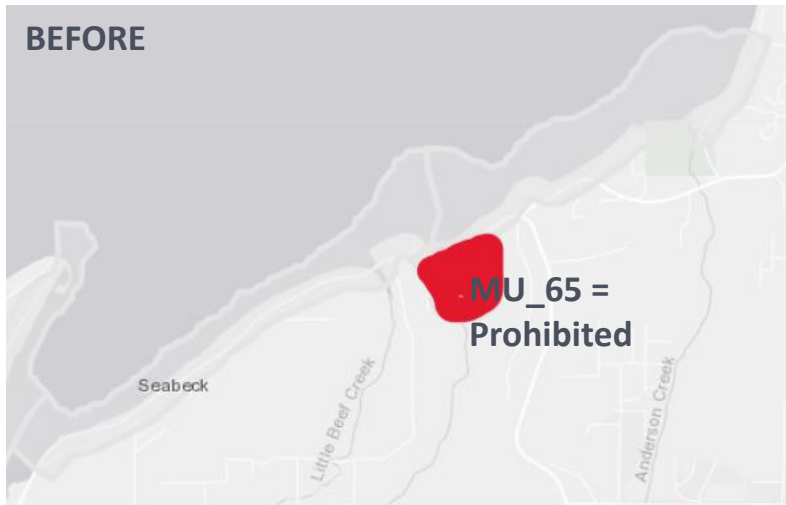 BEFORE
MU_65 =
Prohibited
Seabeck
Little Beef Creek
Anderson Creek